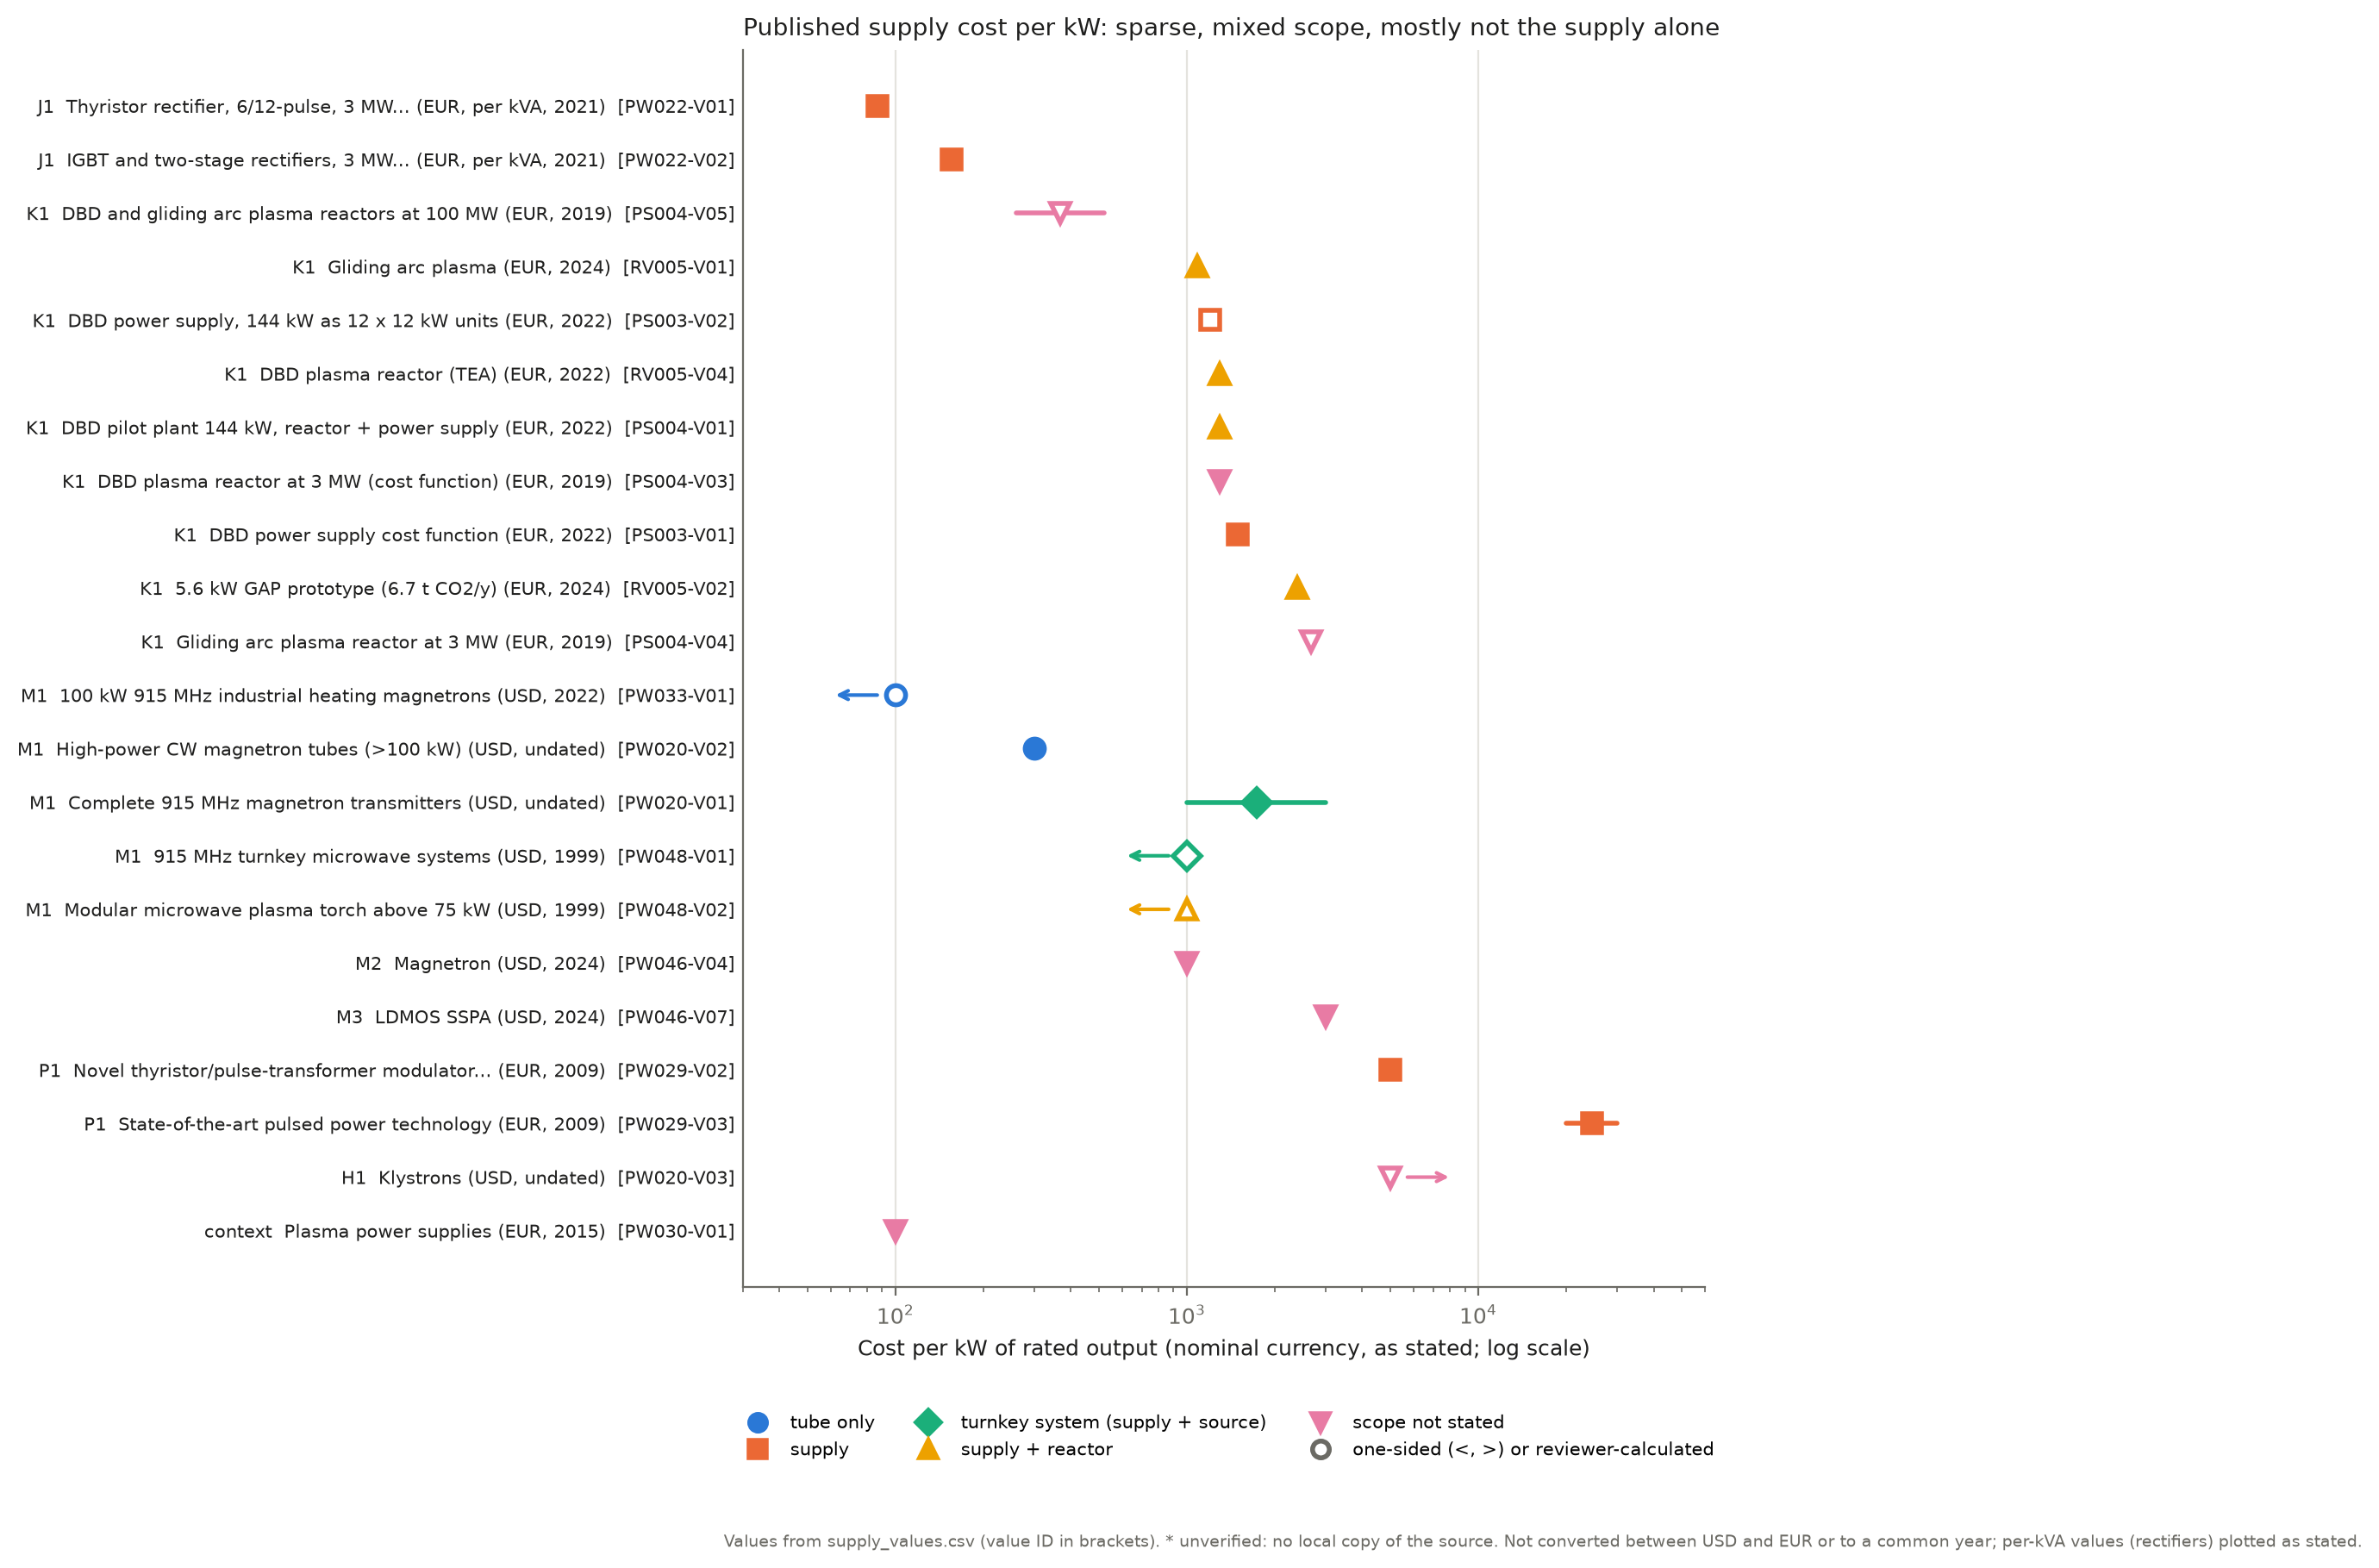 Published supply cost per kW: sparse, mixed scope, mostly not the supply alone
J1 Thyristor rectifier, 6/12-pulse, 3 MW... (EUR, per kVA, 2021) [PW022-V01]
J1 IGBT and two-stage rectifiers, 3 MW... (EUR, per kVA, 2021) [PW022-V02]
K1 DBD and gliding arc plasma reactors at 100 MW (EUR, 2019) [PS004-V05]
K1 Gliding arc plasma (EUR, 2024) [RV005-V01]
K1 DBD power supply, 144 kW as 12 x 12 kW units (EUR, 2022) [PS003-V02]
K1 DBD plasma reactor (TEA) (EUR, 2022) [RV005-V04]
K1 DBD pilot plant 144 kW, reactor + power supply (EUR, 2022) [PS004-V01]
K1 DBD plasma reactor at 3 MW (cost function) (EUR, 2019) [PS004-V03]
K1 DBD power supply cost function (EUR, 2022) [PS003-V01]
K1 5.6 kW GAP prototype (6.7 t CO2/y) (EUR, 2024) [RV005-V02]
K1 Gliding arc plasma reactor at 3 MW (EUR, 2019) [PS004-V04]
M1 100 kW 915 MHz industrial heating magnetrons (USD, 2022) [PW033-V01]
M1 High-power CW magnetron tubes (>100 kW) (USD, undated) [PW020-V02]
M1 Complete 915 MHz magnetron transmitters (USD, undated) [PW020-V01]
M1 915 MHz turnkey microwave systems (USD, 1999) [PW048-V01]
M1 Modular microwave plasma torch above 75 kW (USD, 1999) [PW048-V02]
M2 Magnetron (USD, 2024) [PW046-V04]
M3 LDMOS SSPA (USD, 2024) [PW046-V07]
P1 Novel thyristor/pulse-transformer modulator... (EUR, 2009) [PW029-V02]
P1 State-of-the-art pulsed power technology (EUR, 2009) [PW029-V03]
H1 Klystrons (USD, undated) [PW020-V03]
context Plasma power supplies (EUR, 2015) [PW030-V01]
10² 10³ 10⁴
Cost per kW of rated output (nominal currency, as stated; log scale)
tube only turnkey system (supply + source) scope not stated
supply supply + reactor one-sided (<, >) or reviewer-calculated
Values from supply_values.csv (value ID in brackets). * unverified: no local copy of the source. Not converted between USD and EUR or to a common year; per-kVA values (rectifiers) plotted as stated.